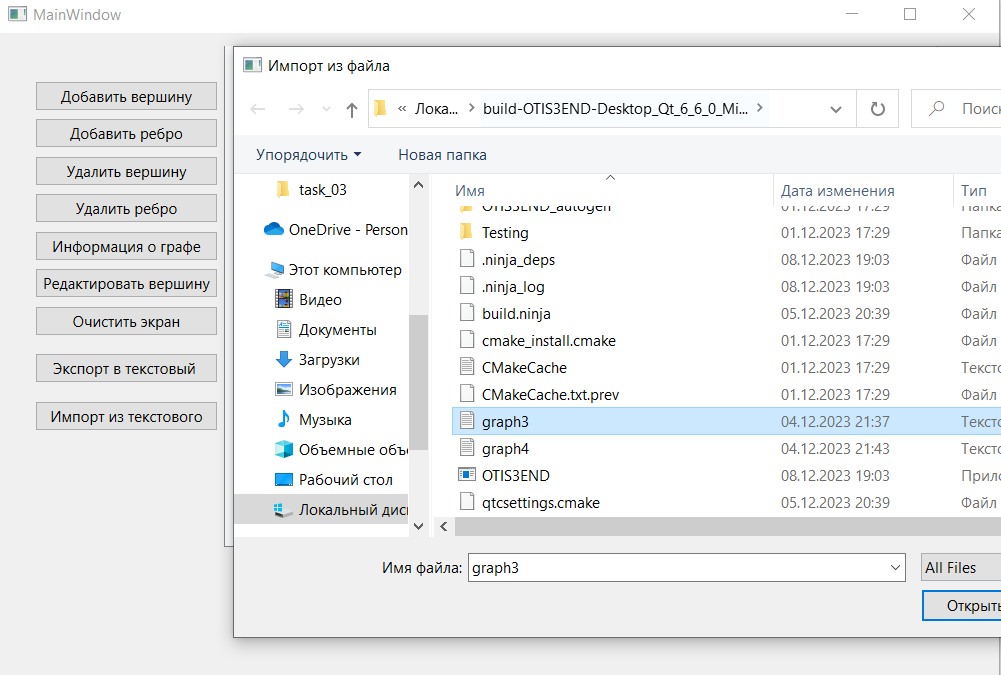 MainWindow
Добавить вершину
Добавить ребро
Удалить вершину
Удалить ребро
Информация о графе
Редактировать вершину
Очистить экран
Экспорт в текстовый
Импорт из текстового
Импорт из файла
« Лока... > build-OTIS3END-Desktop_Qt_6_6_0_Mi... >
Упорядочить Новая папка
task_03
OneDrive - Person
Этот компьютер
Видео
Документы
Загрузки
Изображения
Музыка
Объемные объе
Рабочий стол
Локальный дис
Имя Дата изменения Тип
OTIS3END_autogen 01.12.2023 17:29 Папка
Testing 01.12.2023 17:29 Папка
.ninja_deps 08.12.2023 19:03 Файл
.ninja_log 08.12.2023 19:03 Файл
build.ninja 05.12.2023 20:39 Файл
cmake_install.cmake 01.12.2023 17:29 Файл
CMakeCache 01.12.2023 17:29 Тексто
CMakeCache.txt.prev 01.12.2023 17:29 Файл
graph3 04.12.2023 21:37 Тексто
graph4 04.12.2023 21:43 Тексто
OTIS3END 08.12.2023 19:03 Прило
qtcsettings.cmake 05.12.2023 20:39 Файл
Имя файла: graph3 All Files
Открыть